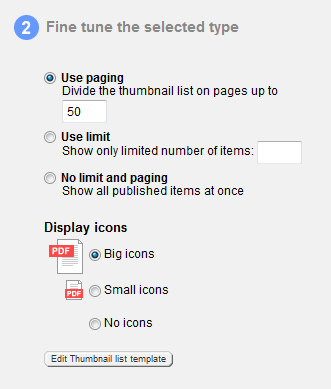 2 Fine tune the selected type
Use paging
Divide the thumbnail list on pages up to
50
Use limit
Show only limited number of items:
No limit and paging
Show all published items at once
Display icons
PDF Big icons
PDF Small icons
No icons
Edit Thumbnail list template